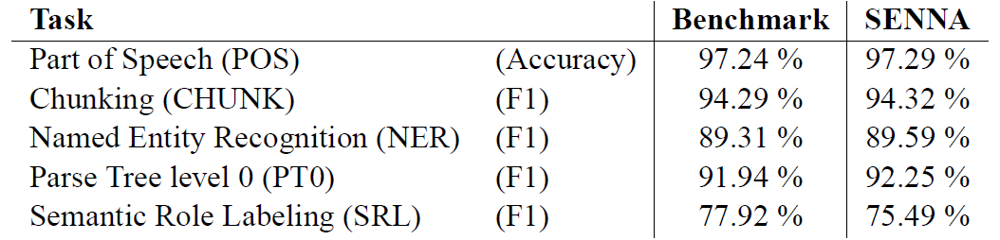 Task Benchmark SENNA
Part of Speech (POS) (Accuracy) 97.24 % 97.29 %
Chunking (CHUNK) (F1) 94.29 % 94.32 %
Named Entity Recognition (NER) (F1) 89.31 % 89.59 %
Parse Tree level 0 (PT0) (F1) 91.94 % 92.25 %
Semantic Role Labeling (SRL) (F1) 77.92 % 75.49 %